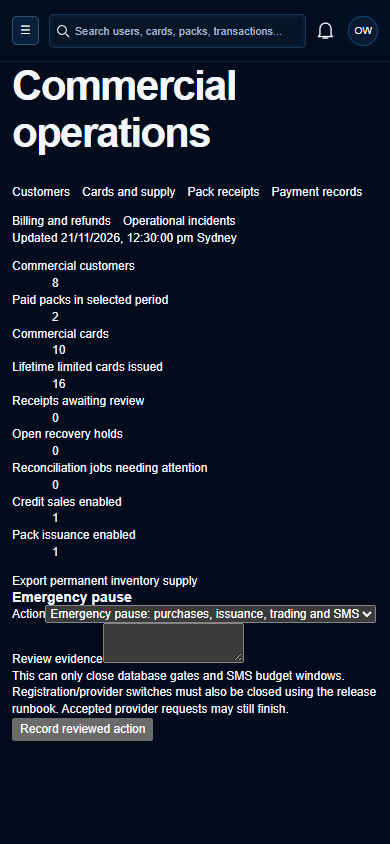 ☰
Search users, cards, packs, transactions...
OW
Commercial
operations
Customers Cards and supply Pack receipts Payment records
Billing and refunds Operational incidents
Updated 21/11/2026, 12:30:00 pm Sydney
Commercial customers
8
Paid packs in selected period
2
Commercial cards
10
Lifetime limited cards issued
16
Receipts awaiting review
0
Open recovery holds
0
Reconciliation jobs needing attention
0
Credit sales enabled
1
Pack issuance enabled
1
Export permanent inventory supply
Emergency pause
Action Emergency pause: purchases, issuance, trading and SMS
Review evidence
This can only close database gates and SMS budget windows.
Registration/provider switches must also be closed using the release
runbook. Accepted provider requests may still finish.
Record reviewed action